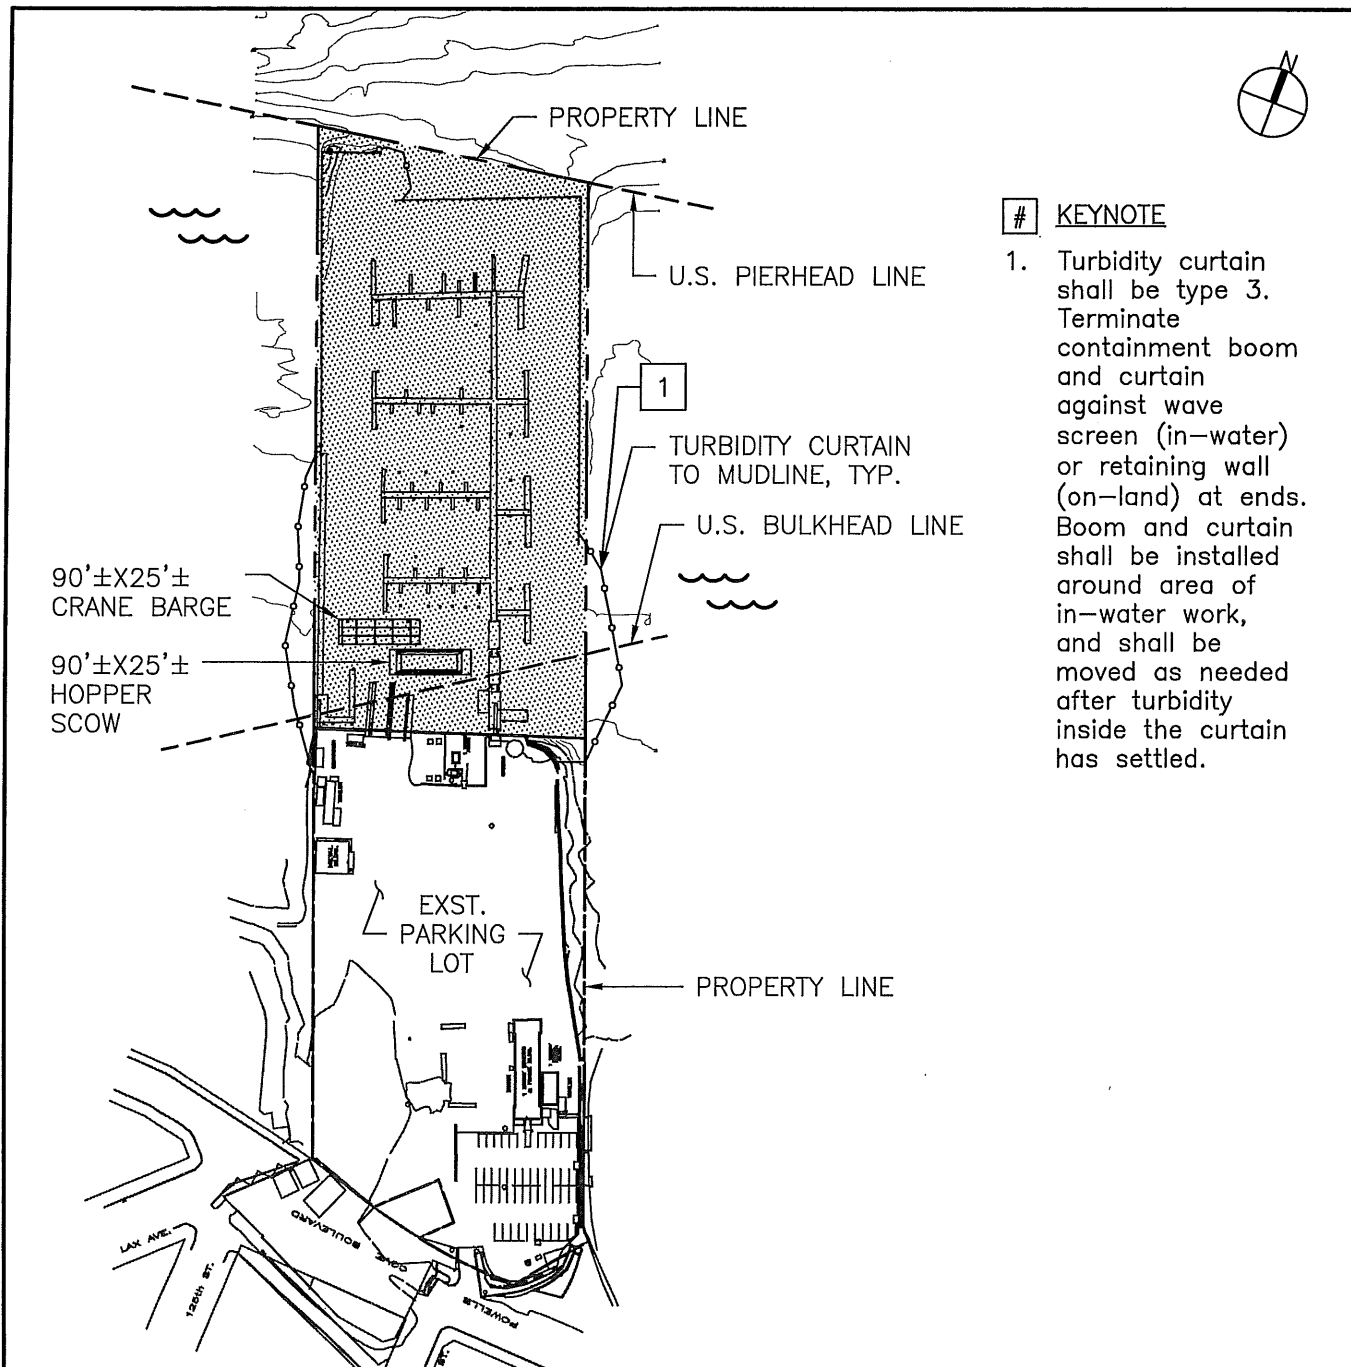 N
PROPERTY LINE
# KEYNOTE
1. Turbidity curtain
shall be type 3.
Terminate
containment boom
and curtain
against wave
screen (in-water)
or retaining wall
(on-land) at ends.
Boom and curtain
shall be installed
around area of
in-water work,
and shall be
moved as needed
after turbidity
inside the curtain
has settled.
U.S. PIERHEAD LINE
1
TURBIDITY CURTAIN
TO MUDLINE, TYP.
U.S. BULKHEAD LINE
90'±X25'±
CRANE BARGE
90'±X25'±
HOPPER
SCOW
EXST.
PARKING
LOT
PROPERTY LINE
LAX AVE.
126th ST.
POWELLS
COVE
BOULEVARD
ST.